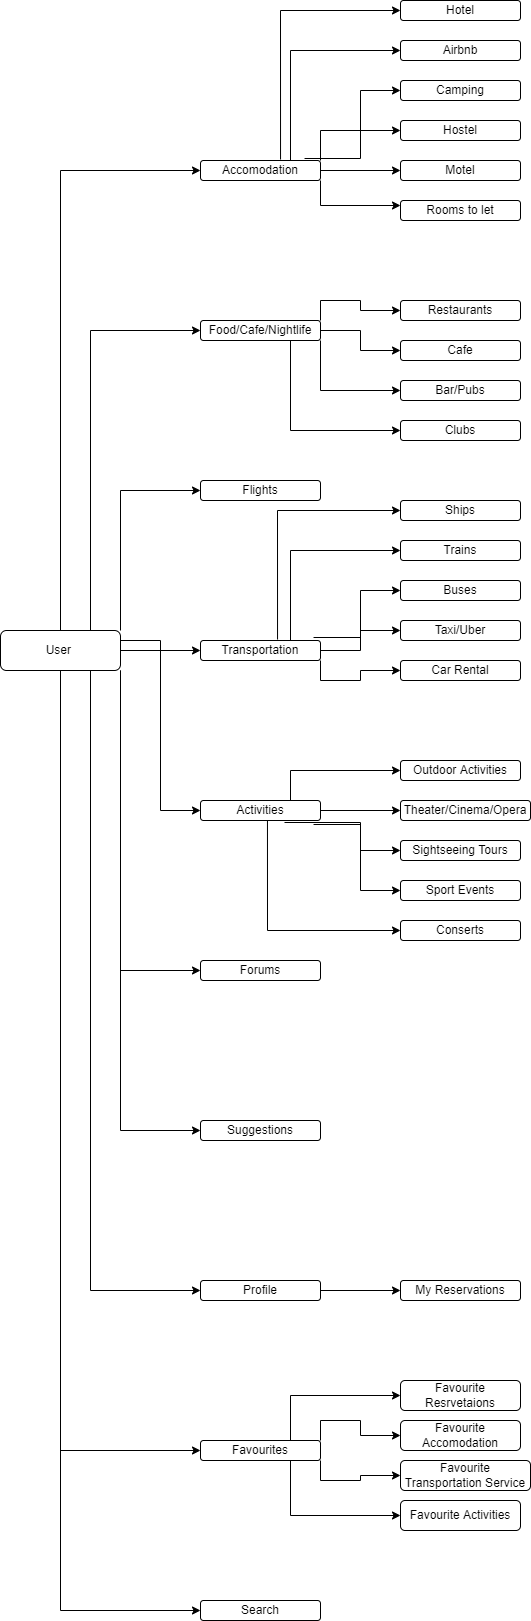 Hotel
Airbnb
Camping
Hostel
Accomodation
Motel
Rooms to let
Restaurants
Food/Cafe/Nightlife
Cafe
Bar/Pubs
Clubs
Flights
Ships
Trains
Buses
Taxi/Uber
User
Transportation
Car Rental
Outdoor Activities
Activities
Theater/Cinema/Opera
Sightseeing Tours
Sport Events
Conserts
Forums
Suggestions
Profile
My Reservations
Favourite
Resrvetaions
Favourite
Accomodation
Favourites
Favourite
Transportation Service
Favourite Activities
Search